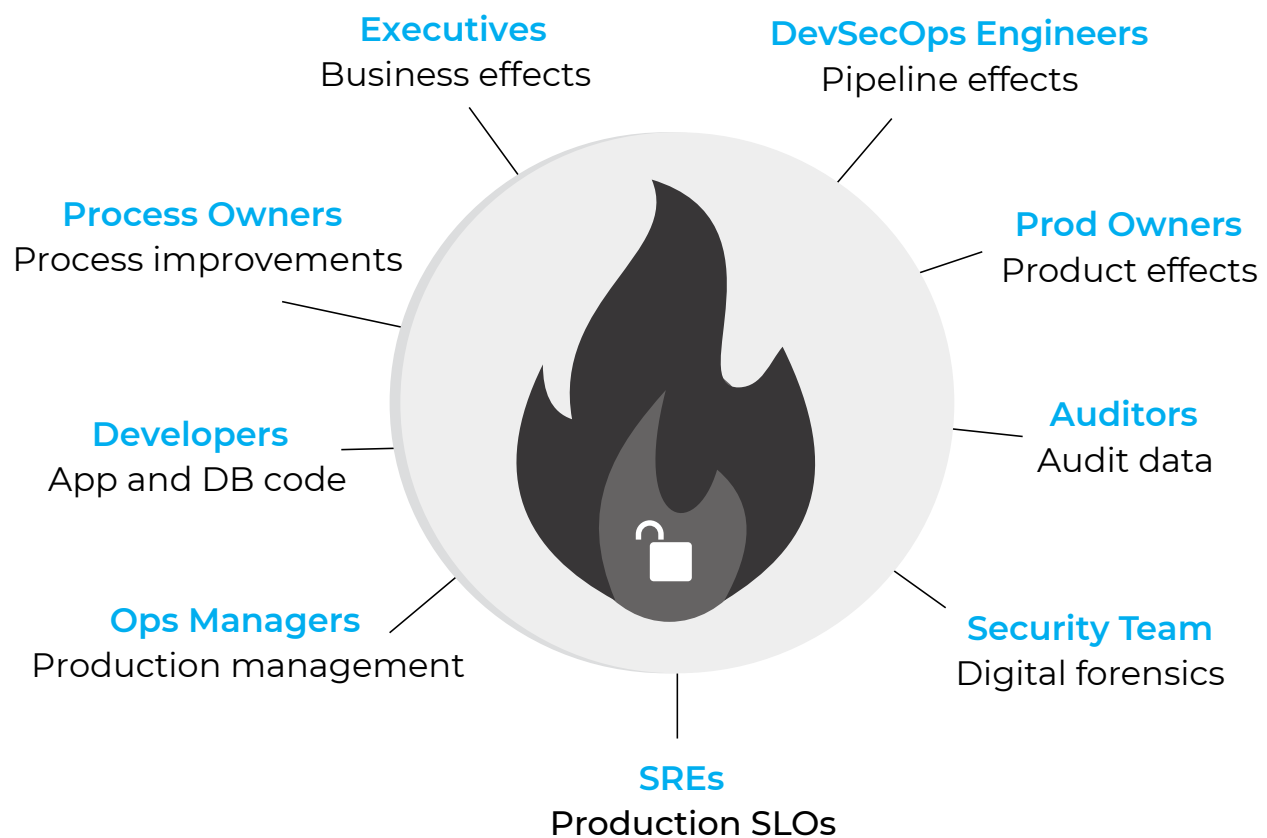 Executives
Business effects
DevSecOps Engineers
Pipeline effects
Process Owners
Process improvements
Prod Owners
Product effects
Developers
App and DB code
Auditors
Audit data
Ops Managers
Production management
Security Team
Digital forensics
SREs
Production SLOs